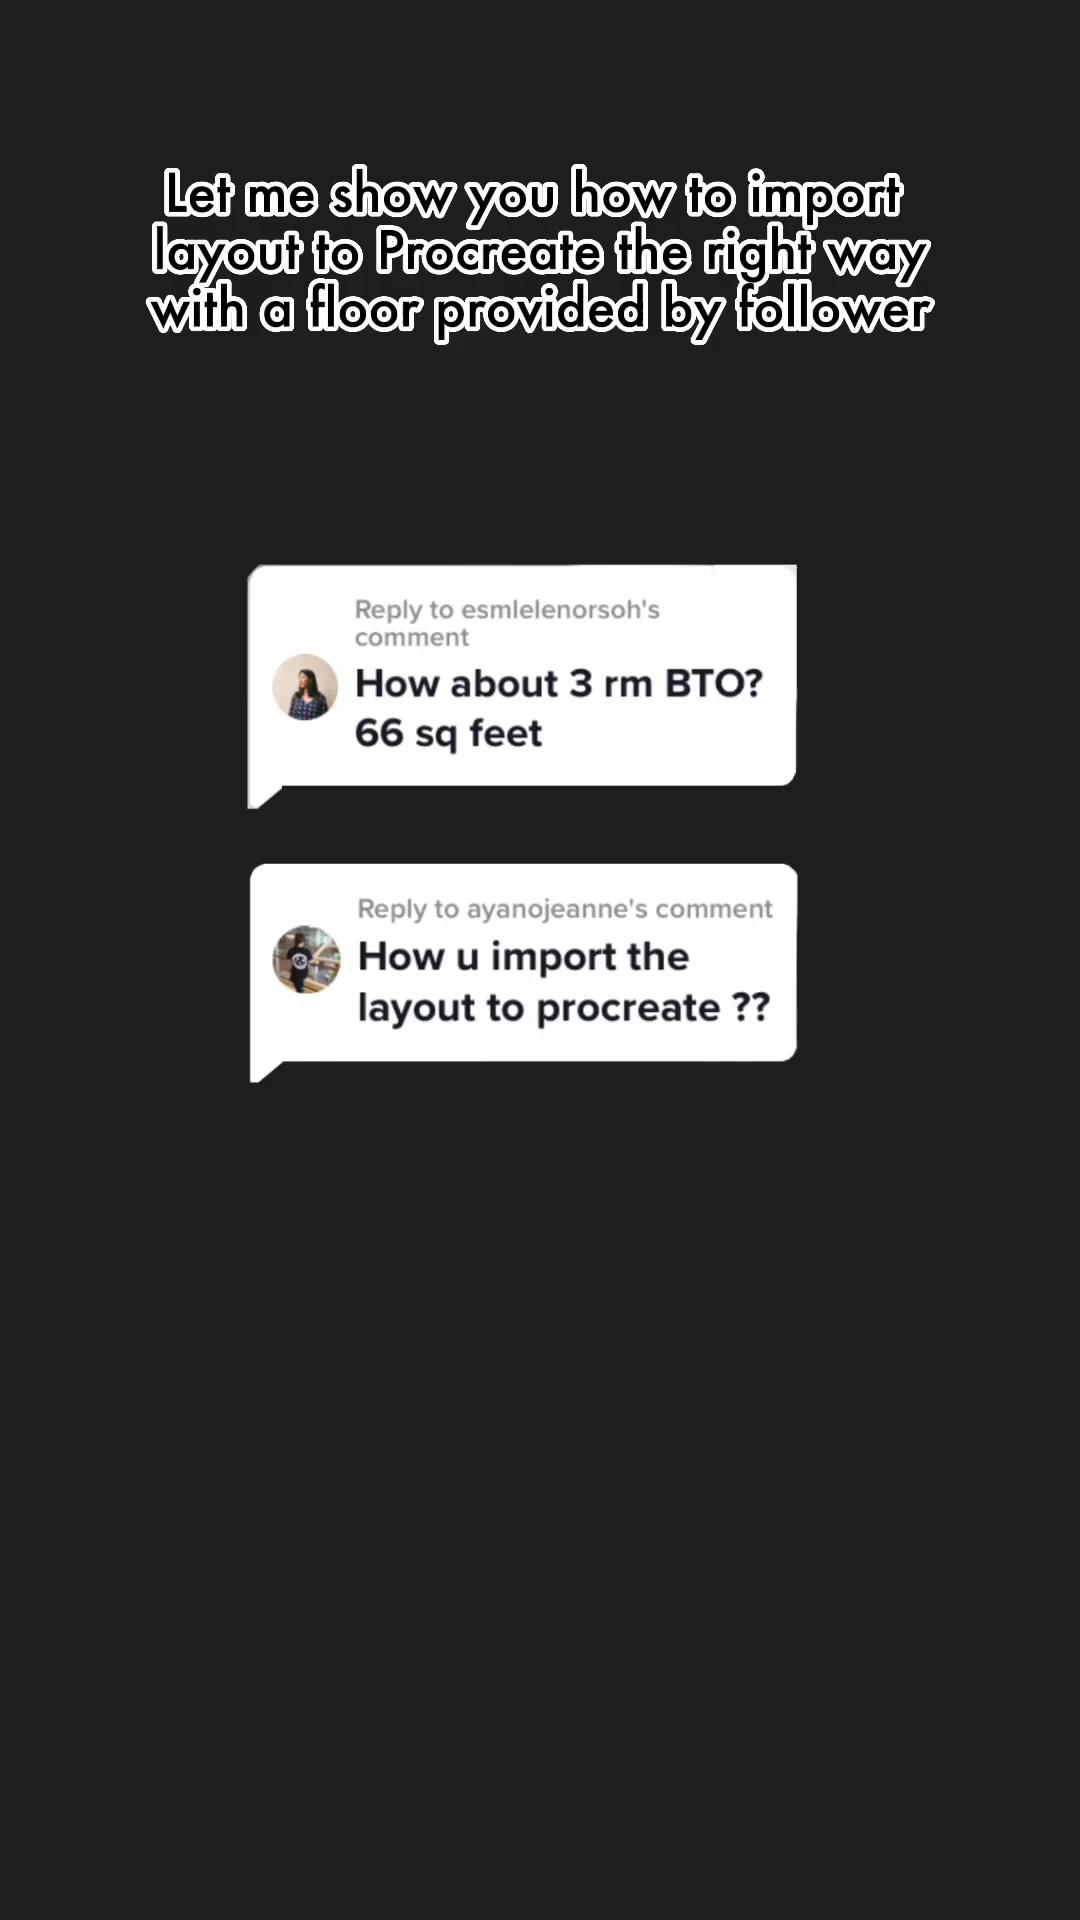 Let me show you how to import
layout to Procreate the right way
with a floor provided by follower
Reply to esmlelenorsoh's
comment
How about 3 rm BTO?
66 sq feet
Reply to ayanojeanne's comment
How u import the
layout to procreate ??